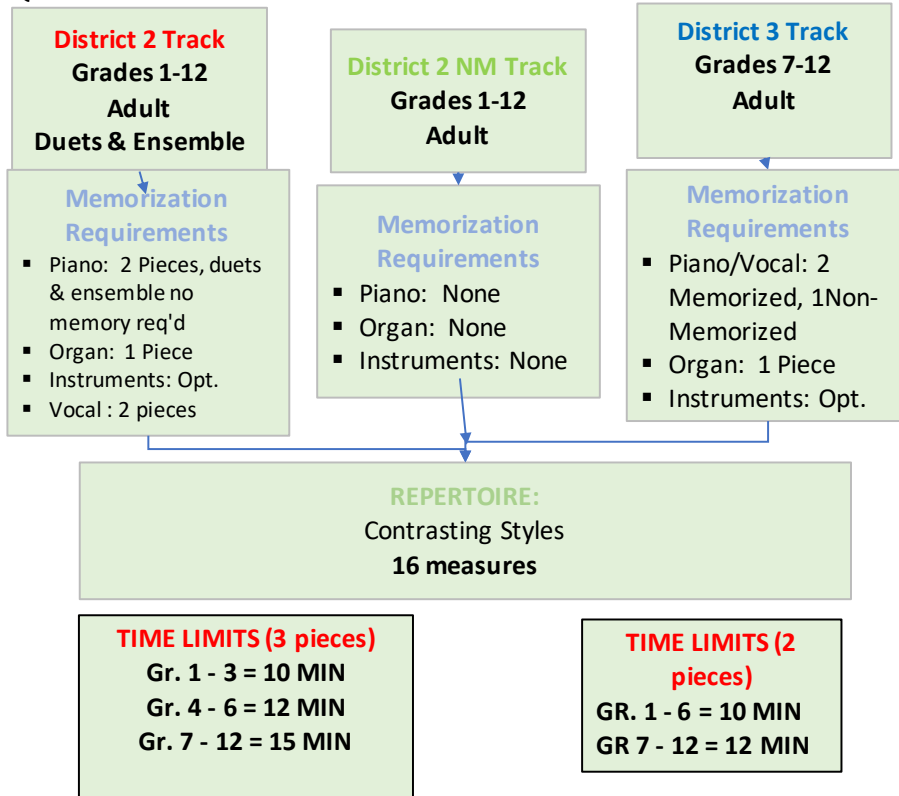 District 2 Track
Grades 1-12
Adult
Duets & Ensemble
Memorization
Requirements
▪ Piano: 2 Pieces, duets
& ensemble no
memory req'd
▪ Organ: 1 Piece
▪ Instruments: Opt.
▪ Vocal : 2 pieces
District 2 NM Track
Grades 1-12
Adult
Memorization
Requirements
▪ Piano: None
▪ Organ: None
▪ Instruments: None
District 3 Track
Grades 7-12
Adult
Memorization
Requirements
▪ Piano/Vocal: 2
Memorized, 1Non-
Memorized
▪ Organ: 1 Piece
▪ Instruments: Opt.
REPERTOIRE:
Contrasting Styles
16 measures
TIME LIMITS (3 pieces)
Gr. 1 - 3 = 10 MIN
Gr. 4 - 6 = 12 MIN
Gr. 7 - 12 = 15 MIN
TIME LIMITS (2
pieces)
GR. 1 - 6 = 10 MIN
GR 7 - 12 = 12 MIN